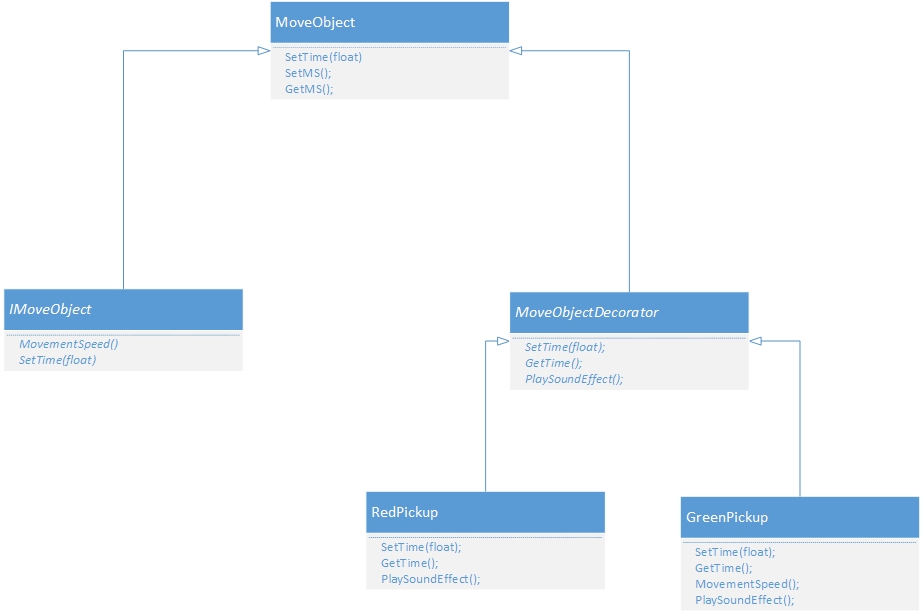 MoveObject
SetTime(float)
SetMS();
GetMS();
IMoveObject
MovementSpeed()
SetTime(float)
MoveObjectDecorator
SetTime(float);
GetTime();
PlaySoundEffect();
RedPickup
SetTime(float);
GetTime();
PlaySoundEffect();
GreenPickup
SetTime(float);
GetTime();
MovementSpeed();
PlaySoundEffect();